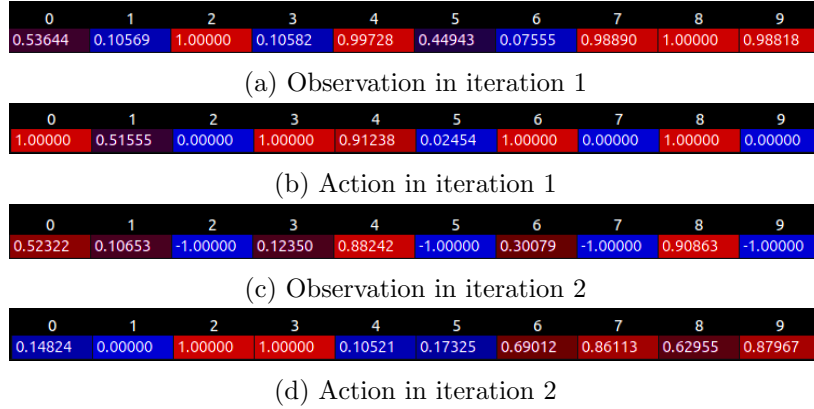 0 1 2 3 4 5 6 7 8 9
0.53644 0.10569 1.00000 0.10582 0.99728 0.44943 0.07555 0.98890 1.00000 0.98818
(a) Observation in iteration 1
0 1 2 3 4 5 6 7 8 9
1.00000 0.51555 0.00000 1.00000 0.91238 0.02454 1.00000 0.00000 1.00000 0.00000
(b) Action in iteration 1
0 1 2 3 4 5 6 7 8 9
0.52322 0.10653 -1.00000 0.12350 0.88242 -1.00000 0.30079 -1.00000 0.90863 -1.00000
(c) Observation in iteration 2
0 1 2 3 4 5 6 7 8 9
0.14824 0.00000 1.00000 1.00000 0.10521 0.17325 0.69012 0.86113 0.62955 0.87967
(d) Action in iteration 2